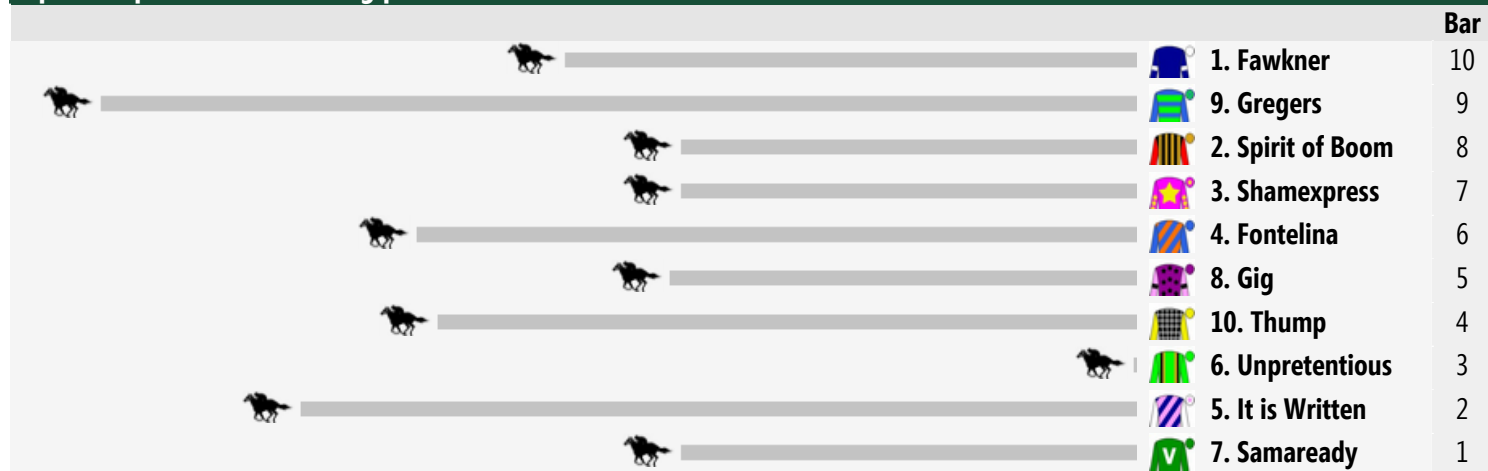 Bar
1. Fawkner 10
9. Gregers 9
2. Spirit of Boom 8
3. Shamexpress 7
4. Fontelina 6
8. Gig 5
10. Thump 4
6. Unpretentious 3
5. It is Written 2
V 7. Samaready 1